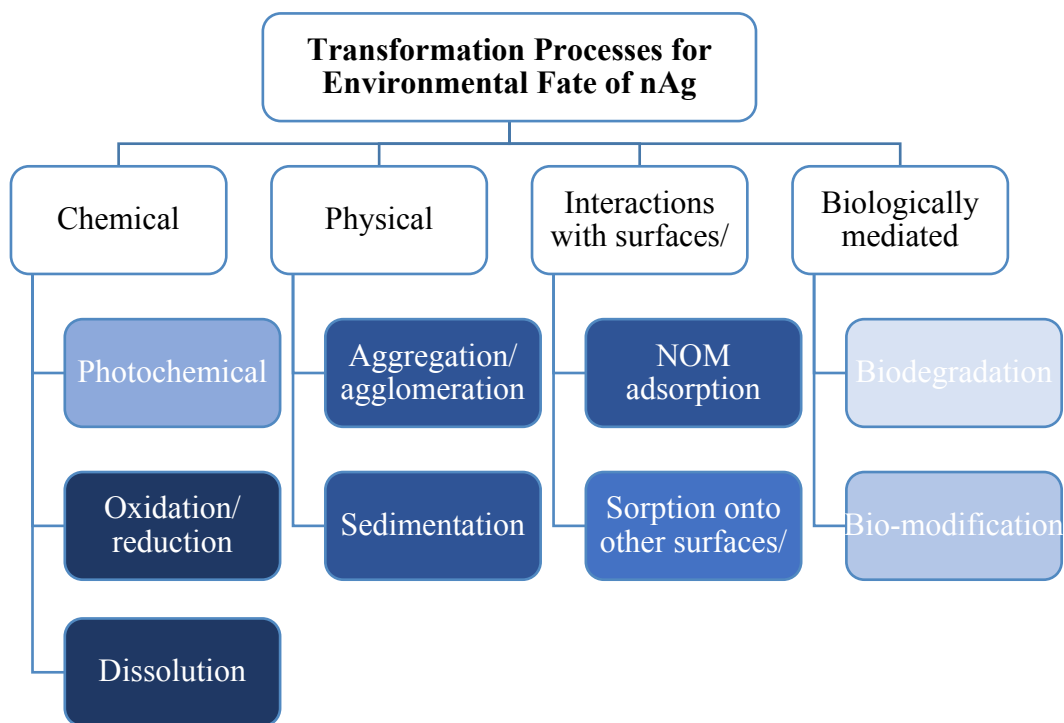 Transformation Processes for
Environmental Fate of nAg
Chemical
Physical
Interactions
with surfaces/
Biologically
mediated
Photochemical
Aggregation/
agglomeration
NOM
adsorption
Biodegradation
Oxidation/
reduction
Sedimentation
Sorption onto
other surfaces/
Bio-modification
Dissolution